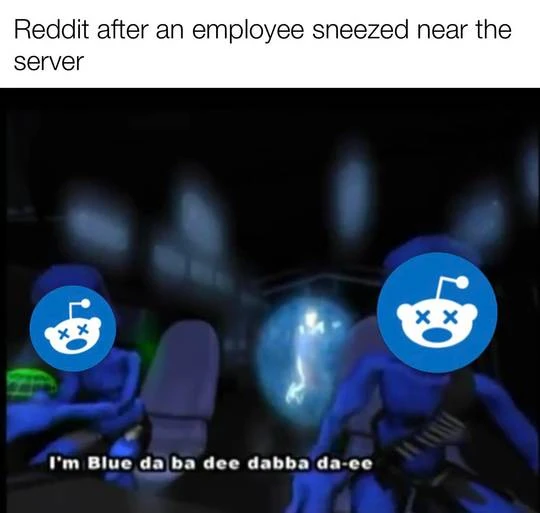 Reddit after an employee sneezed near the
server
I'm Blue da ba dee dabba da-ee